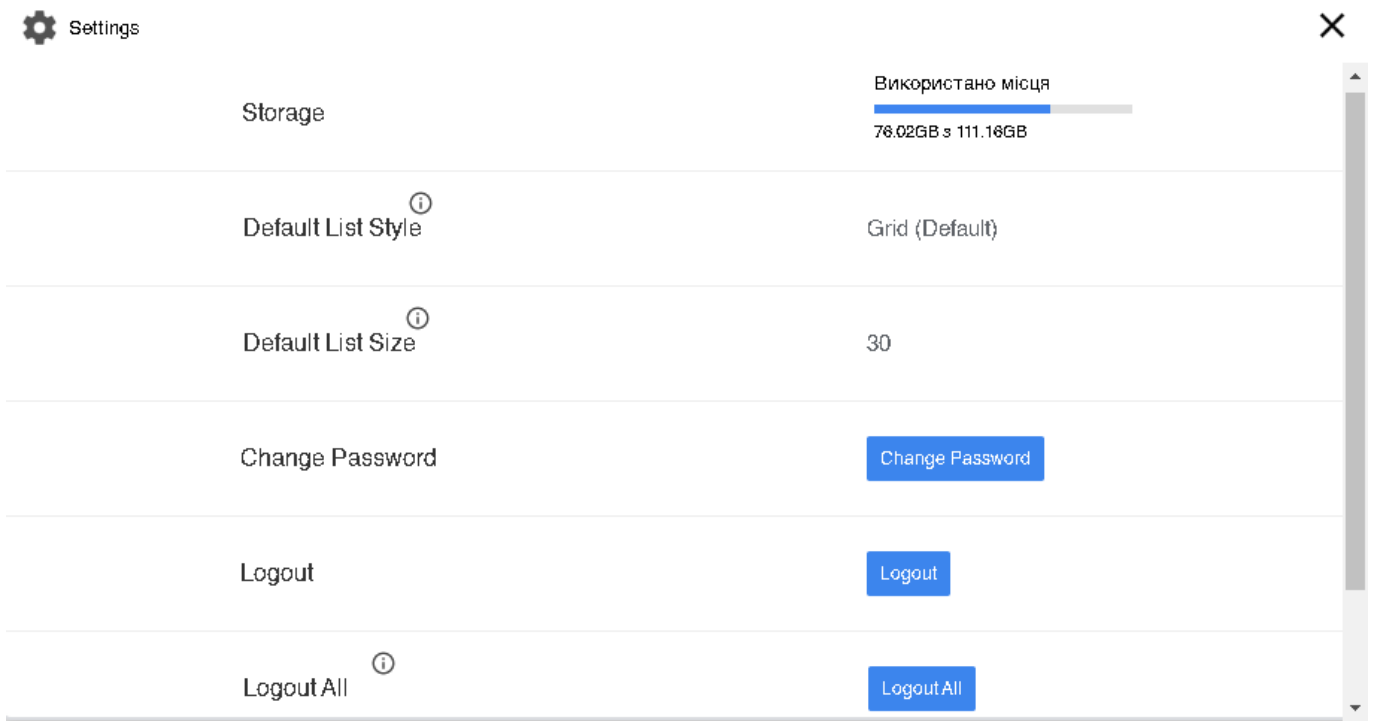 Settings
Storage
Використано місця
76.02GB з 111.16GB
Default List Style
Grid (Default)
Default List Size
30
Change Password
Change Password
Logout
Logout
Logout All
Logout All